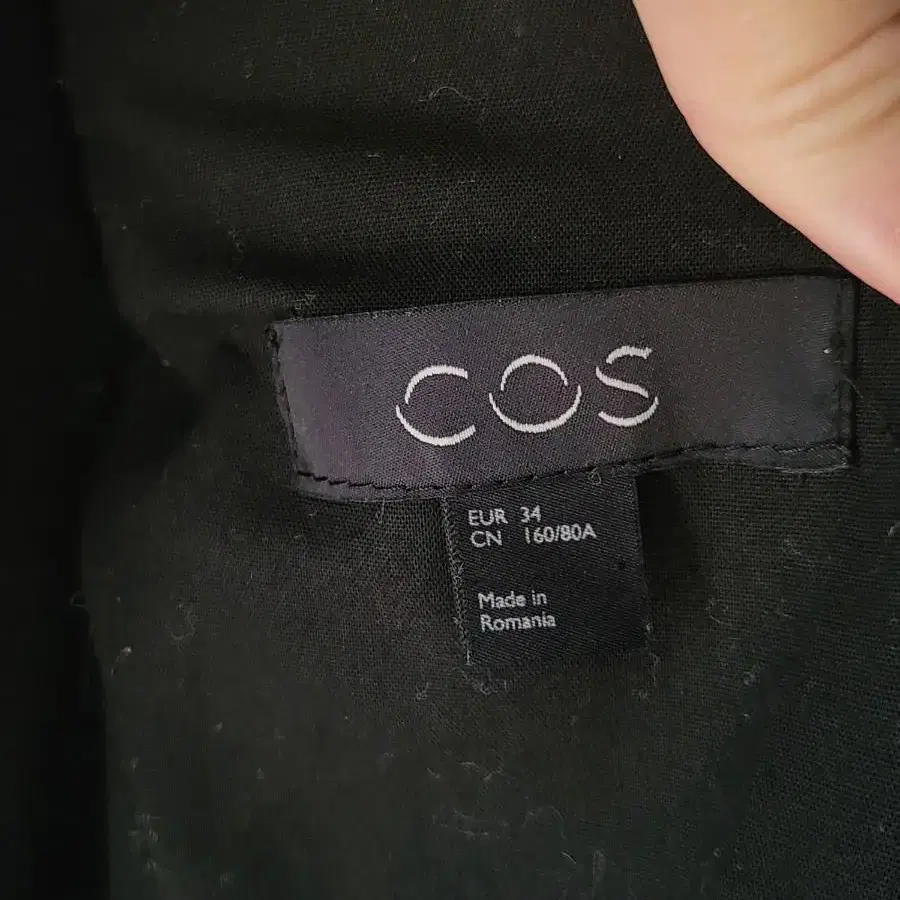 COS
EUR 34
CN 160/80A
Made in
Romania